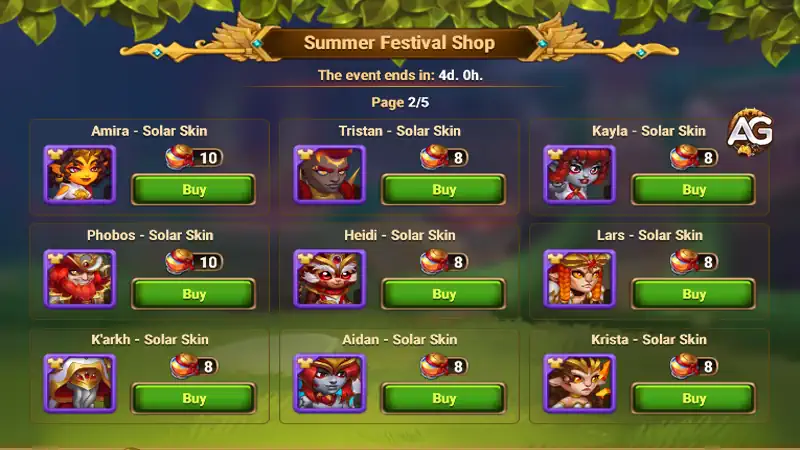 Summer Festival Shop
The event ends in: 4d. 0h.
Page 2/5
Amira - Solar Skin
10
Buy
Tristan - Solar Skin
8
Buy
Kayla - Solar Skin
8
Buy
AG
Phobos - Solar Skin
10
Buy
Heidi - Solar Skin
8
Buy
Lars - Solar Skin
8
Buy
K'arkh - Solar Skin
8
Buy
Aidan - Solar Skin
8
Buy
Krista - Solar Skin
8
Buy